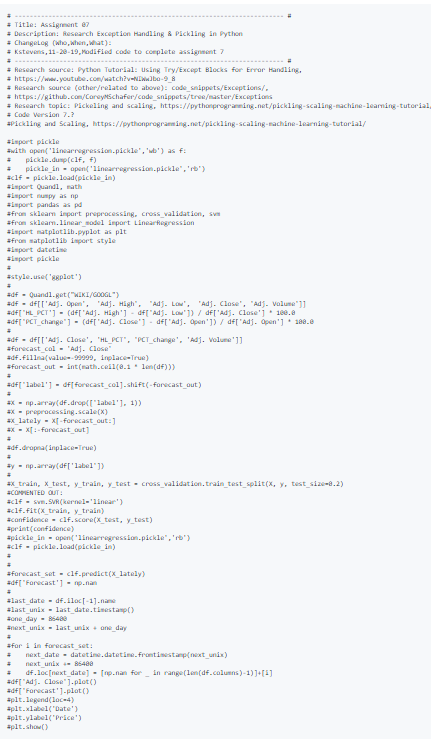 # ---------------------------------------------------------------- #
# Title: Assignment 07
# Description: Research Exception Handling & Pickling in Python
# ChangeLog (Who,When,What):
# Kstevens,11-20-19,Modified code to complete assignment 7
# ---------------------------------------------------------------- #
# Research source: Python Tutorial: Using Try/Except Blocks for Error Handling,
# https://www.youtube.com/watch?v=NIWwJbo-9_8
# Research source (other/related to above): code_snippets/Exceptions/,
# https://github.com/CoreyMSchafer/code_snippets/tree/master/Exceptions
# Research topic: Pickeling and scaling, https://pythonprogramming.net/pickling-scaling-machine-learning-tutorial/
# Code Version 7.?
#Pickling and Scaling, https://pythonprogramming.net/pickling-scaling-machine-learning-tutorial/

#import pickle
#with open('linearregression.pickle','wb') as f:
#    pickle.dump(clf, f)
#    pickle_in = open('linearregression.pickle','rb')
#clf = pickle.load(pickle_in)
#import Quandl, math
#import numpy as np
#import pandas as pd
#from sklearn import preprocessing, cross_validation, svm
#from sklearn.linear_model import LinearRegression
#import matplotlib.pyplot as plt
#from matplotlib import style
#import datetime
#import pickle
#
#style.use('ggplot')
#
#df = Quandl.get("WIKI/GOOGL")
#df = df[['Adj. Open',  'Adj. High',  'Adj. Low',  'Adj. Close', 'Adj. Volume']]
#df['HL_PCT'] = (df['Adj. High'] - df['Adj. Low']) / df['Adj. Close'] * 100.0
#df['PCT_change'] = (df['Adj. Close'] - df['Adj. Open']) / df['Adj. Open'] * 100.0
#
#df = df[['Adj. Close', 'HL_PCT', 'PCT_change', 'Adj. Volume']]
#forecast_col = 'Adj. Close'
#df.fillna(value=-99999, inplace=True)
#forecast_out = int(math.ceil(0.1 * len(df)))
#
#df['label'] = df[forecast_col].shift(-forecast_out)
#
#X = np.array(df.drop(['label'], 1))
#X = preprocessing.scale(X)
#X_lately = X[-forecast_out:]
#X = X[:-forecast_out]
#
#df.dropna(inplace=True)
#
#y = np.array(df['label'])
#
#X_train, X_test, y_train, y_test = cross_validation.train_test_split(X, y, test_size=0.2)
#COMMENTED OUT:
#clf = svm.SVR(kernel='linear')
#clf.fit(X_train, y_train)
#confidence = clf.score(X_test, y_test)
#print(confidence)
#pickle_in = open('linearregression.pickle','rb')
#clf = pickle.load(pickle_in)
#
#
#forecast_set = clf.predict(X_lately)
#df['Forecast'] = np.nan
#
#last_date = df.iloc[-1].name
#last_unix = last_date.timestamp()
#one_day = 86400
#next_unix = last_unix + one_day
#
#for i in forecast_set:
#    next_date = datetime.datetime.fromtimestamp(next_unix)
#    next_unix += 86400
#    df.loc[next_date] = [np.nan for _ in range(len(df.columns)-1)]+[i]
#df['Adj. Close'].plot()
#df['Forecast'].plot()
#plt.legend(loc=4)
#plt.xlabel('Date')
#plt.ylabel('Price')
#plt.show()